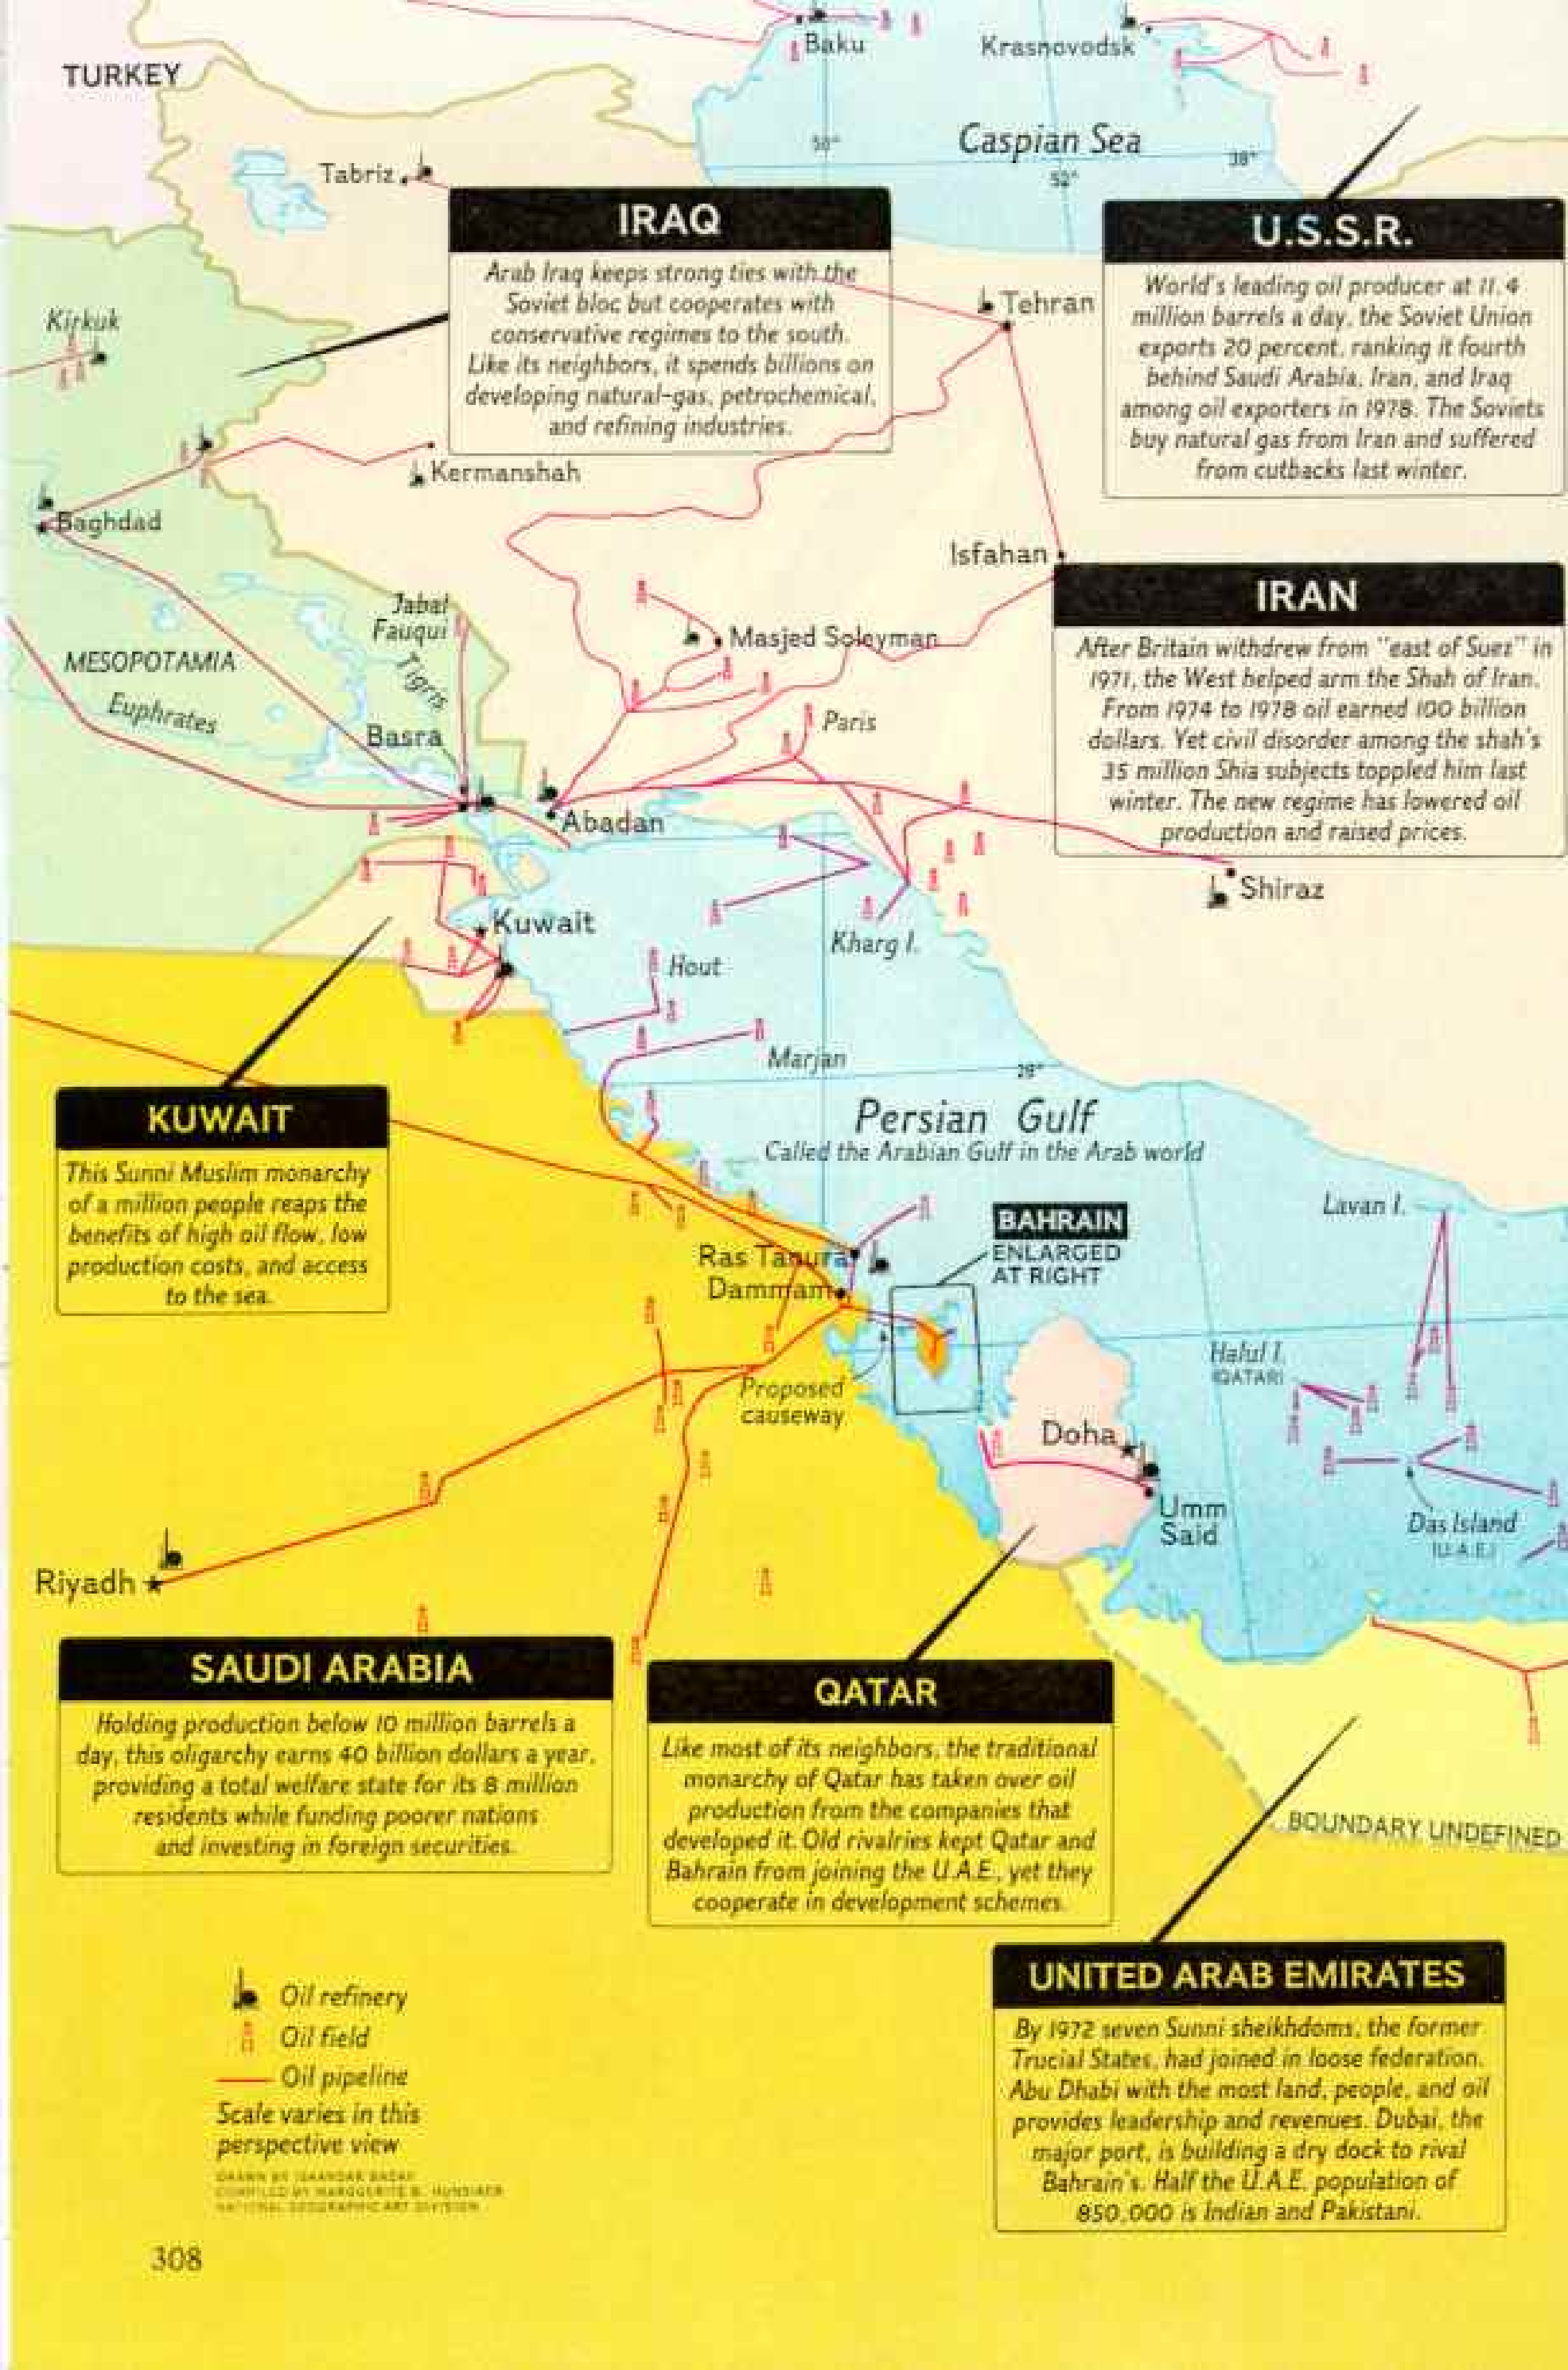 TURKEY
Baku
Krasnovodsk
Caspian Sea
50°
52°
38°
Tabriz
IRAQ
Arab Iraq keeps strong ties with the
Soviet bloc but cooperates with
conservative regimes to the south.
Like its neighbors, it spends billions on
developing natural-gas, petrochemical,
and refining industries.
U.S.S.R.
World's leading oil producer at 11.4
million barrels a day, the Soviet Union
exports 20 percent, ranking it fourth
behind Saudi Arabia, Iran, and Iraq
among oil exporters in 1978. The Soviets
buy natural gas from Iran and suffered
from cutbacks last winter.
Tehran
Kirkuk
Kermanshah
Baghdad
Isfahan
IRAN
After Britain withdrew from "east of Suez" in
1971, the West helped arm the Shah of Iran.
From 1974 to 1978 oil earned 100 billion
dollars. Yet civil disorder among the shah's
35 million Shia subjects toppled him last
winter. The new regime has lowered oil
production and raised prices.
Jabal
Fauqui
Masjed Soleyman
MESOPOTAMIA
Tigris
Euphrates
Basra
Paris
Abadan
Shiraz
Kuwait
Kharg I.
Hout
Marjan
28°
KUWAIT
This Sunni Muslim monarchy
of a million people reaps the
benefits of high oil flow, low
production costs, and access
to the sea.
Persian Gulf
Called the Arabian Gulf in the Arab world
Lavan I.
BAHRAIN
ENLARGED
AT RIGHT
Ras Tanura
Dammam
Proposed
causeway
Halul I.
(QATAR)
Doha
Umm
Said
Das Island
(U.A.E.)
Riyadh
SAUDI ARABIA
Holding production below 10 million barrels a
day, this oligarchy earns 40 billion dollars a year,
providing a total welfare state for its 8 million
residents while funding poorer nations
and investing in foreign securities.
QATAR
Like most of its neighbors, the traditional
monarchy of Qatar has taken over oil
production from the companies that
developed it. Old rivalries kept Qatar and
Bahrain from joining the U.A.E., yet they
cooperate in development schemes.
BOUNDARY UNDEFINED
UNITED ARAB EMIRATES
By 1972 seven Sunni sheikhdoms, the former
Trucial States, had joined in loose federation.
Abu Dhabi with the most land, people, and oil
provides leadership and revenues. Dubai, the
major port, is building a dry dock to rival
Bahrain's. Half the U.A.E. population of
850,000 is Indian and Pakistani.
Oil refinery
Oil field
Oil pipeline
Scale varies in this
perspective view
DRAWN BY
COMPILED BY MARGUERITE B.
NATIONAL GEOGRAPHIC ART DIVISION
308